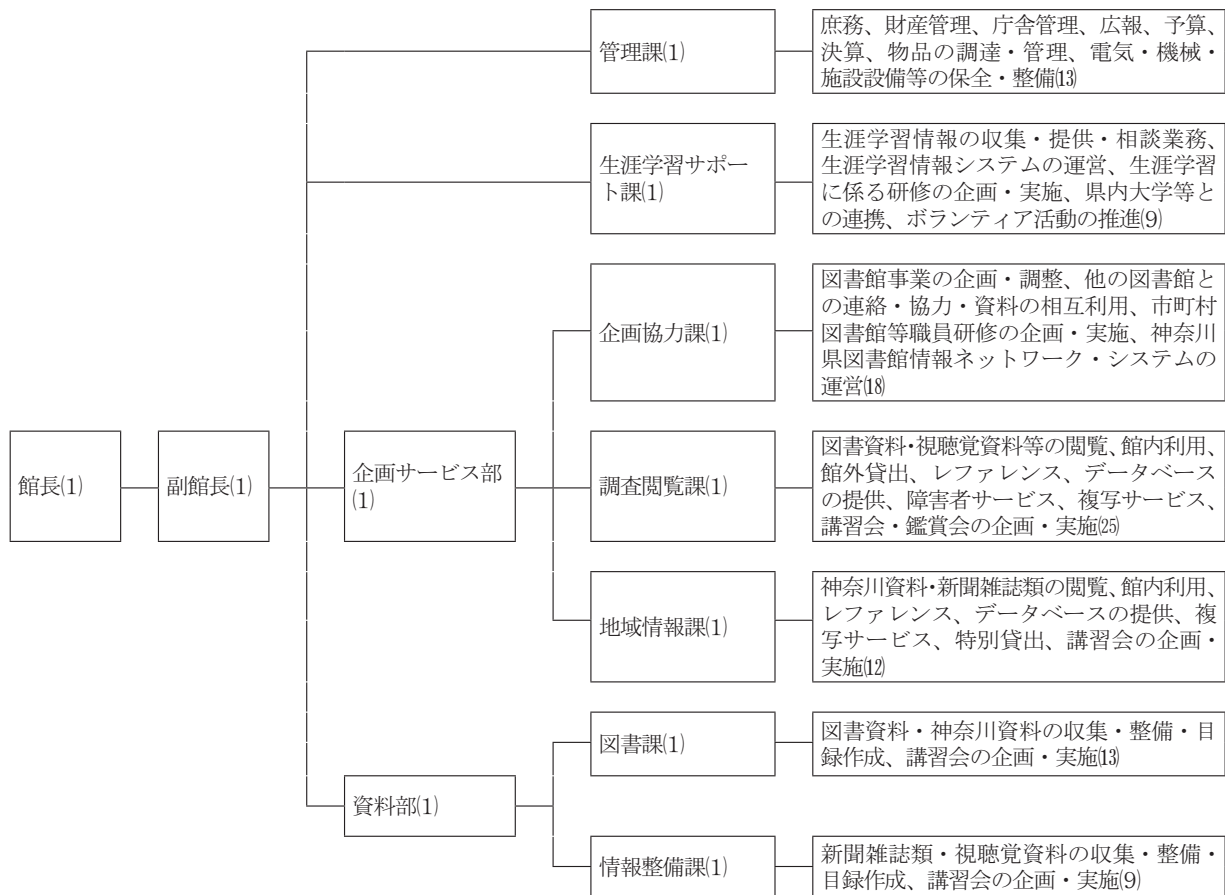 館長(1)
副館長(1)
管理課(1)
庶務、財産管理、庁舎管理、広報、予算、
決算、物品の調達・管理、電気・機械・
施設設備等の保全・整備(13)
生涯学習サポー
ト課(1)
生涯学習情報の収集・提供・相談業務、
生涯学習情報システムの運営、生涯学習
に係る研修の企画・実施、県内大学等と
の連携、ボランティア活動の推進(9)
企画サービス部
(1)
企画協力課(1)
図書館事業の企画・調整、他の図書館と
の連絡・協力・資料の相互利用、市町村
図書館等職員研修の企画・実施、神奈川
県図書館情報ネットワーク・システムの
運営(18)
調査閲覧課(1)
図書資料・視聴覚資料等の閲覧、館内利用、
館外貸出、レファレンス、データベース
の提供、障害者サービス、複写サービス、
講習会・鑑賞会の企画・実施(25)
地域情報課(1)
神奈川資料・新聞雑誌類の閲覧、館内利用、
レファレンス、データベースの提供、複
写サービス、特別貸出、講習会の企画・
実施(12)
資料部(1)
図書課(1)
図書資料・神奈川資料の収集・整備・目
録作成、講習会の企画・実施(13)
情報整備課(1)
新聞雑誌類・視聴覚資料の収集・整備・
目録作成、講習会の企画・実施(9)